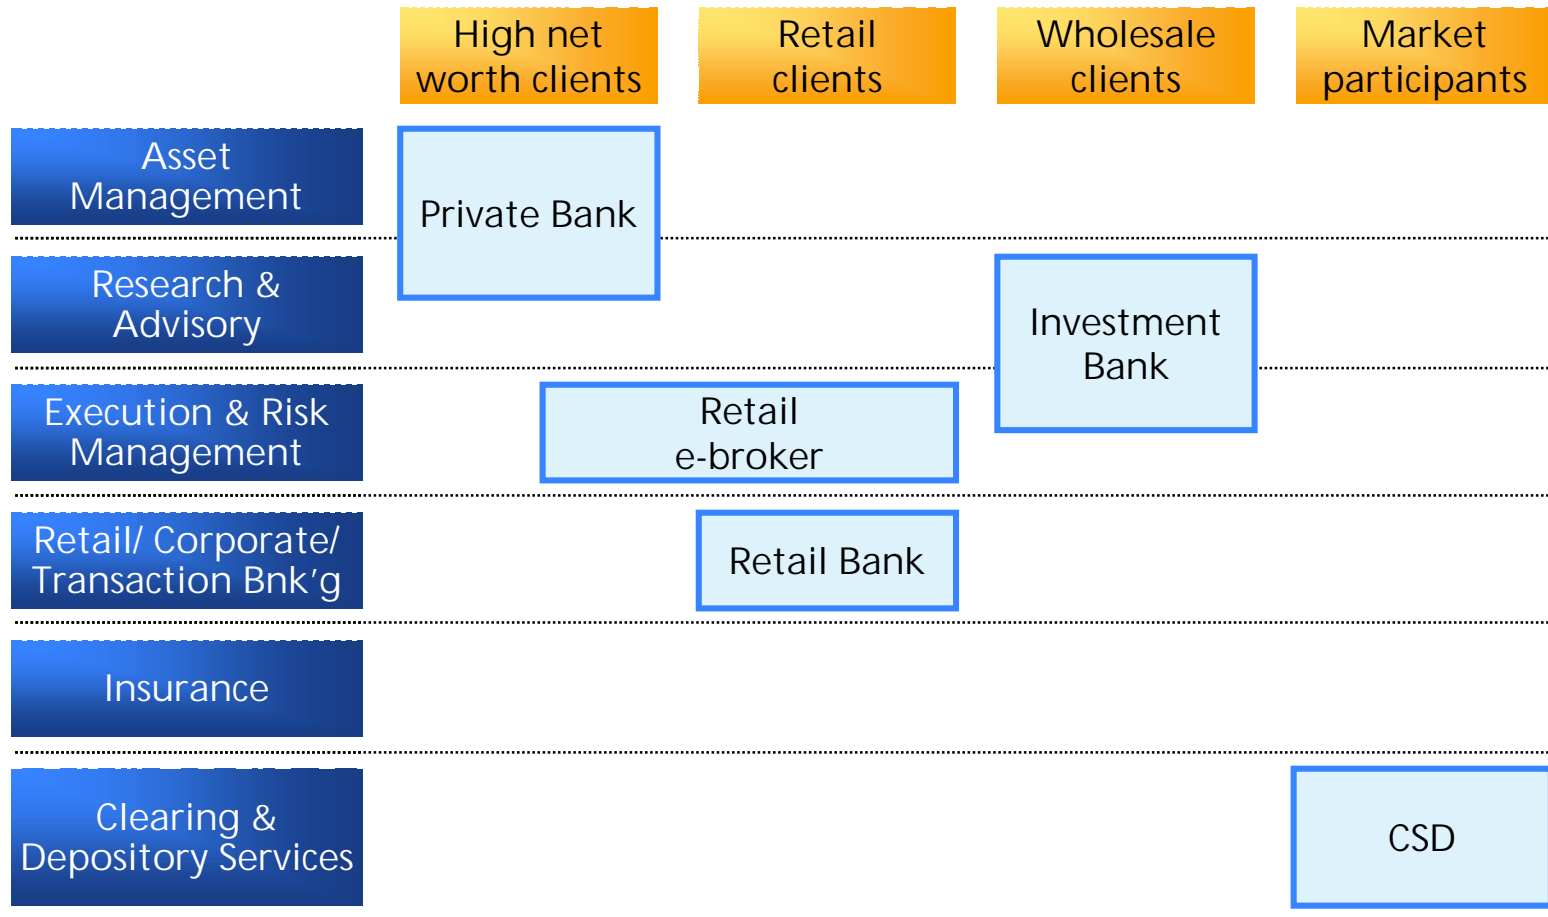 High net
worth clients
Retail
clients
Wholesale
clients
Market
participants
Asset
Management
Private Bank
Research &
Advisory
Investment
Bank
Execution & Risk
Management
Retail
e-broker
Retail/ Corporate/
Transaction Bnk’g
Retail Bank
Insurance
Clearing &
Depository Services
CSD